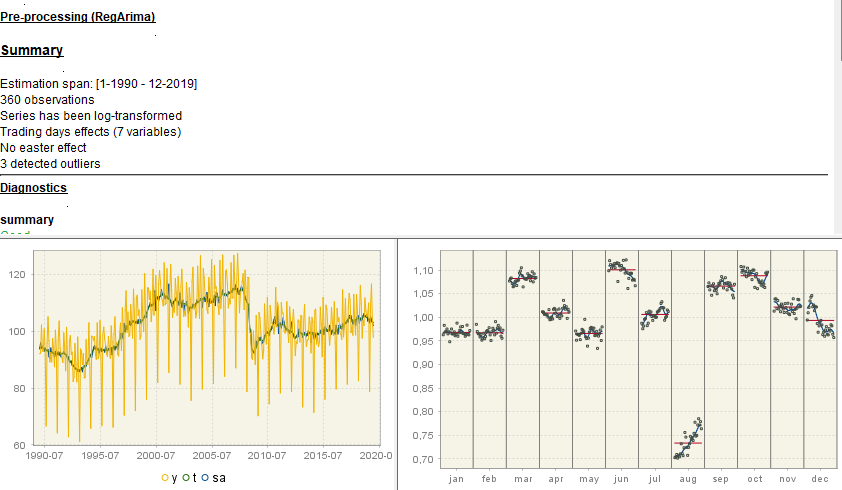 Pre-processing (RegArima)
Summary
Estimation span: [1-1990 - 12-2019]
360 observations
Series has been log-transformed
Trading days effects (7 variables)
No easter effect
3 detected outliers
Diagnostics
summary
120
100
80
60
1990-07 1995-07 2000-07 2005-07 2010-07 2015-07 2020-0
y t sa
1,10
1,05
1,00
0,95
0,90
0,85
0,80
0,75
0,70
jan feb mar apr may jun jul aug sep oct nov dec